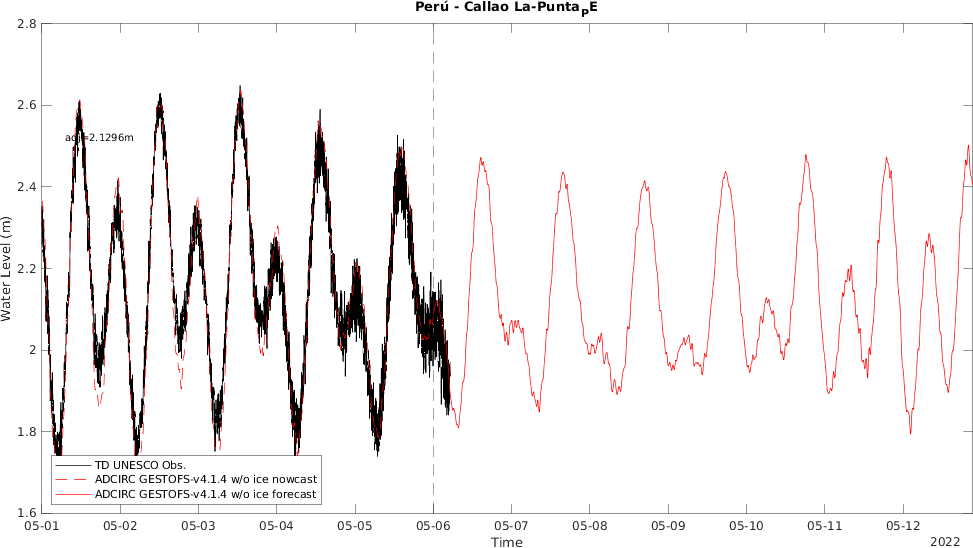 Perú - Callao La-PuntaPE
2.8
2.6
2.4
2.2
2
1.8
1.6
Water Level (m)
adj=2.1296m
TD UNESCO Obs.
ADCIRC GESTOFS-v4.1.4 w/o ice nowcast
ADCIRC GESTOFS-v4.1.4 w/o ice forecast
05-01 05-02 05-03 05-04 05-05 05-06 05-07 05-08 05-09 05-10 05-11 05-12
Time
2022